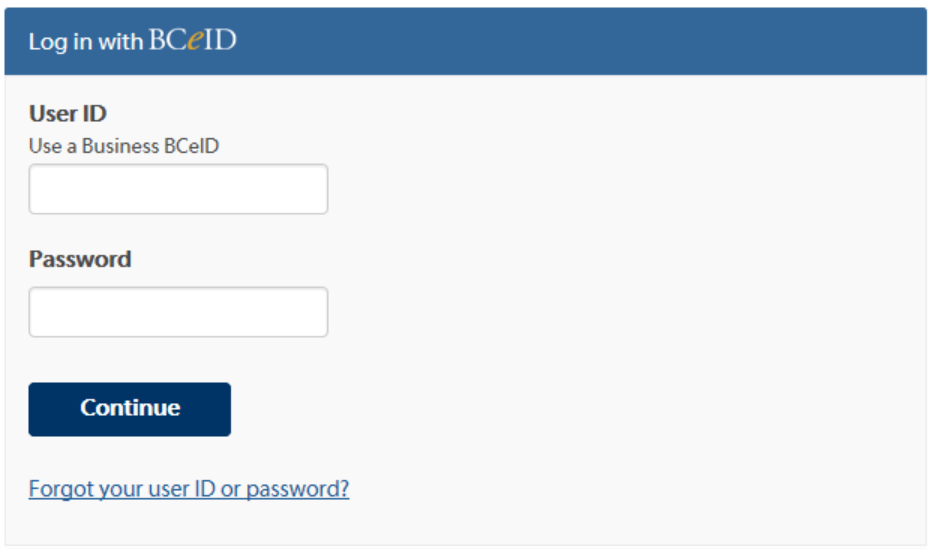 Log in with BCeID
User ID
Use a Business BCeID
Password
Continue
Forgot your user ID or password?